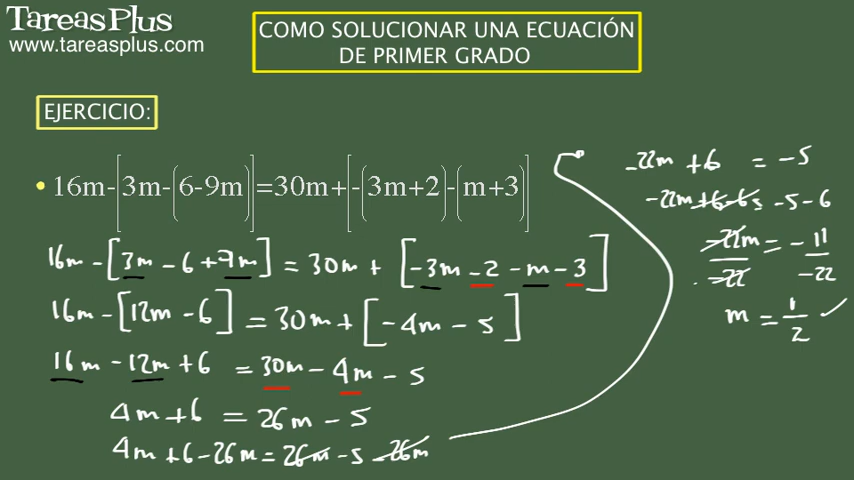 TareasPlus
www.tareasplus.com
COMO SOLUCIONAR UNA ECUACIÓN
DE PRIMER GRADO
EJERCICIO:
• 16m-[3m-(6-9m)]=30m+[-(3m+2)-(m+3)]
16m - [3m - 6 + 9m] = 30m + [-3m - 2 - m - 3]
16m - [12m - 6] = 30m + [-4m - 5]
16m - 12m + 6 = 30m - 4m - 5
4m + 6 = 26m - 5
4m + 6 - 26m = 26m - 5 - 26m
-22m + 6 = -5
-22m + 6 - 6 = -5 - 6
-22m = -11
-22 -22
m = 1/2 ✓